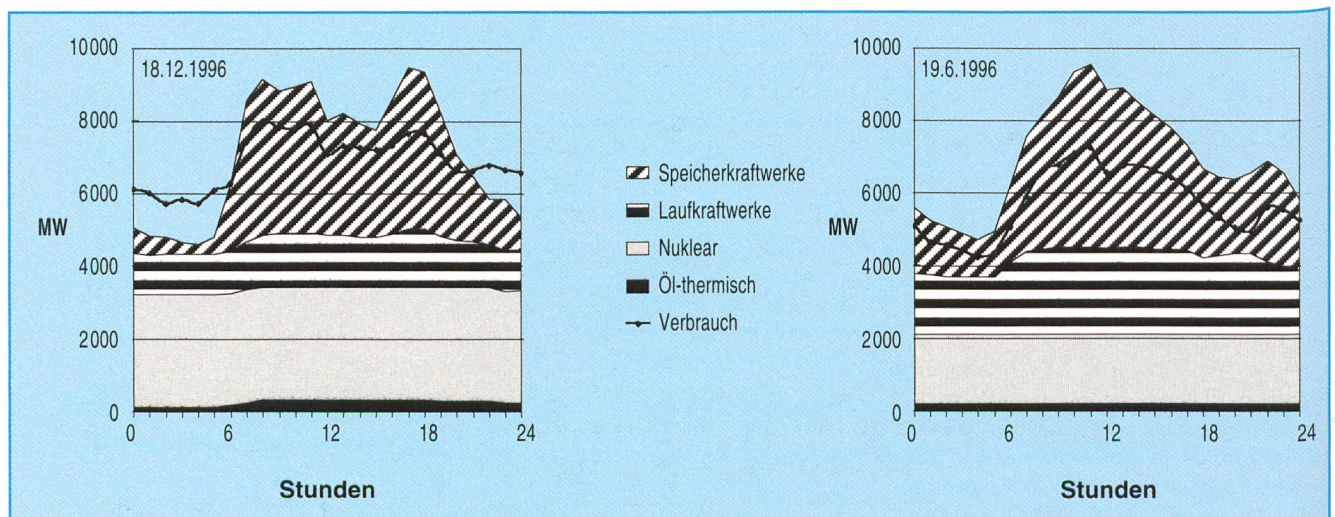 10000
8000
6000
MW
4000
2000
0
18.12.1996
0 6 12 18 24
Stunden
Speicherkraftwerke
Laufkraftwerke
Nuklear
Öl-thermisch
Verbrauch
10000
8000
6000
MW
4000
2000
0
19.6.1996
0 6 12 18 24
Stunden